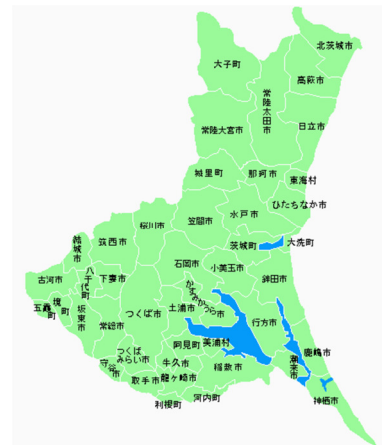 北茨城市
大子町
高萩市
常陸太田市
日立市
常陸大宮市
城里町
那珂市
東海村
ひたちなか市
水戸市
笠間市
桜川市
結城市
筑西市
茨城町
大洗町
石岡市
小美玉市
古河市
八千代町
下妻市
かすみがうら市
鉾田市
五霞町
境町
坂東市
常総市
つくば市
土浦市
行方市
つくば
みらい市
阿見町
美浦村
守谷市
牛久市
稲敷市
潮来市
鹿嶋市
取手市
龍ヶ崎市
利根町
河内町
神栖市